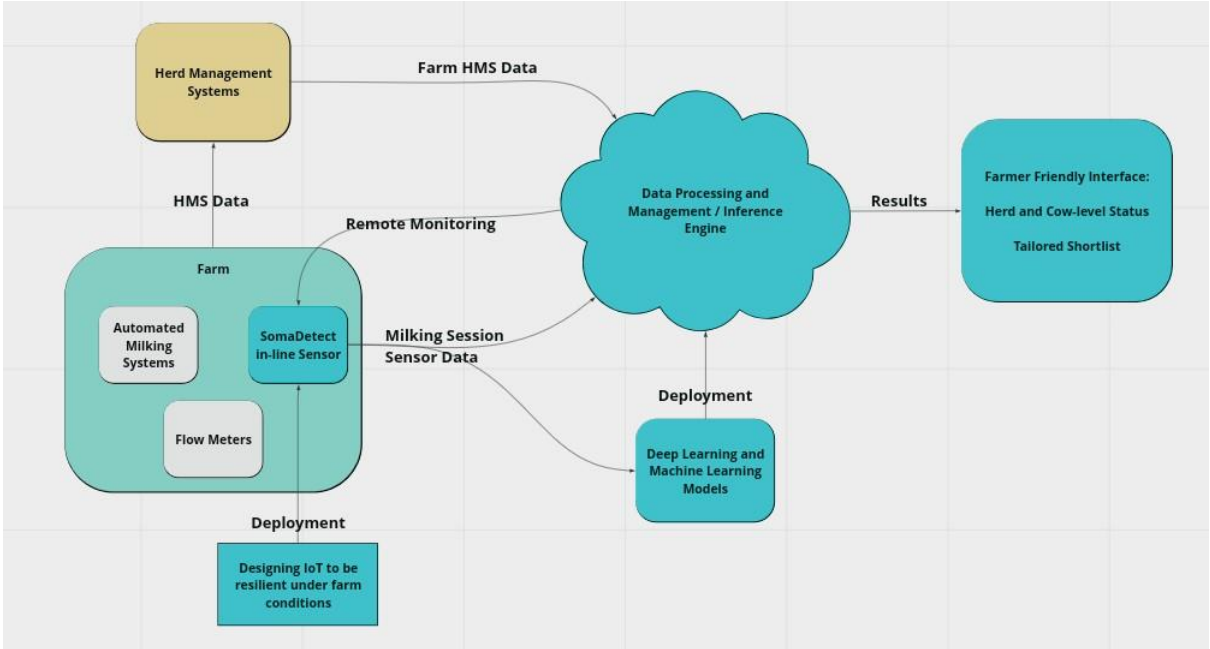 Herd Management
Systems
Farm HMS Data
HMS Data
Remote Monitoring
Data Processing and
Management / Inference
Engine
Results
Farmer Friendly Interface:
Herd and Cow-level Status
Tailored Shortlist
Farm
Automated
Milking
Systems
SomaDetect
in-line Sensor
Flow Meters
Milking Session
Sensor Data
Deployment
Deep Learning and
Machine Learning
Models
Deployment
Designing IoT to be
resilient under farm
conditions